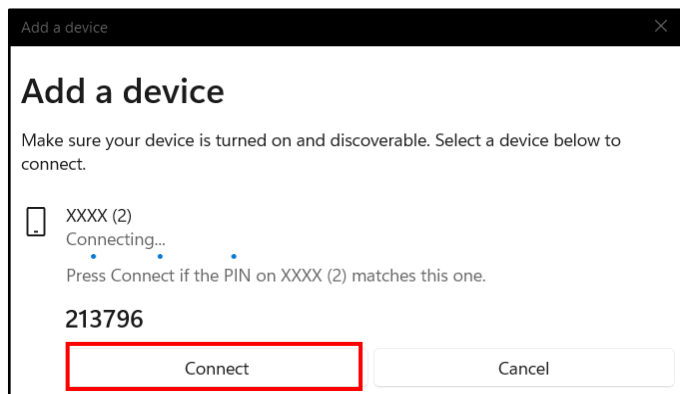 Add a device
Add a device
Make sure your device is turned on and discoverable. Select a device below to
connect.
XXXX (2)
Connecting...
Press Connect if the PIN on XXXX (2) matches this one.
213796
Connect
Cancel